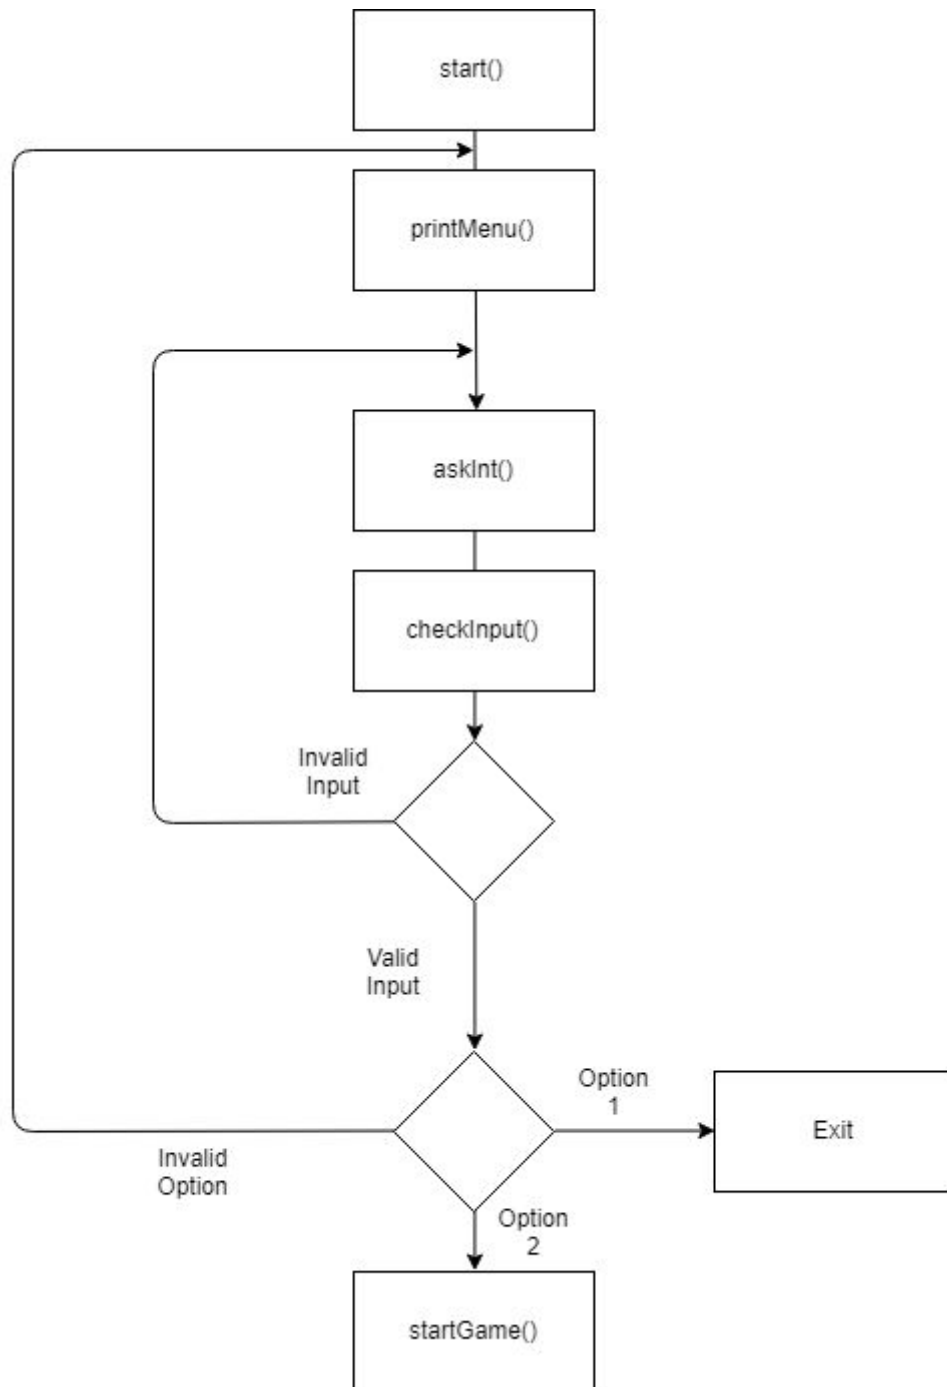 start()
printMenu()
askInt()
checkInput()
Invalid
Input
Valid
Input
Option
1
Exit
Invalid
Option
Option
2
startGame()